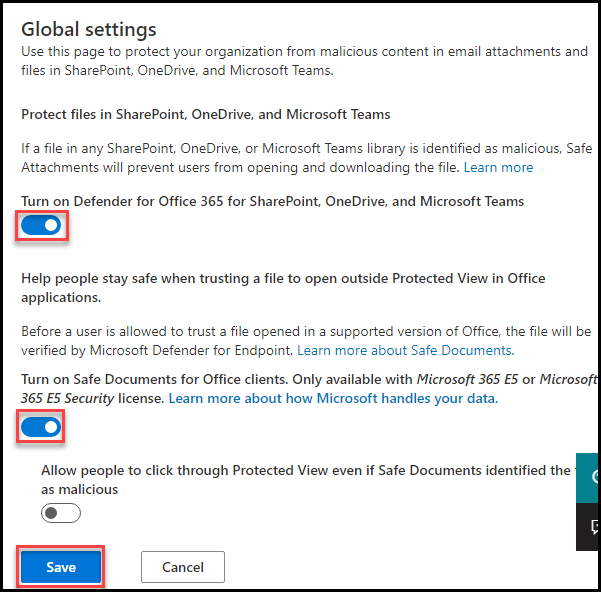 Global settings
Use this page to protect your organization from malicious content in email attachments and
files in SharePoint, OneDrive, and Microsoft Teams.
Protect files in SharePoint, OneDrive, and Microsoft Teams
If a file in any SharePoint, OneDrive, or Microsoft Teams library is identified as malicious, Safe
Attachments will prevent users from opening and downloading the file. Learn more
Turn on Defender for Office 365 for SharePoint, OneDrive, and Microsoft Teams
Help people stay safe when trusting a file to open outside Protected View in Office
applications.
Before a user is allowed to trust a file opened in a supported version of Office, the file will be
verified by Microsoft Defender for Endpoint. Learn more about Safe Documents.
Turn on Safe Documents for Office clients. Only available with Microsoft 365 E5 or Microsoft
365 E5 Security license. Learn more about how Microsoft handles your data.
Allow people to click through Protected View even if Safe Documents identified the
as malicious
Save
Cancel